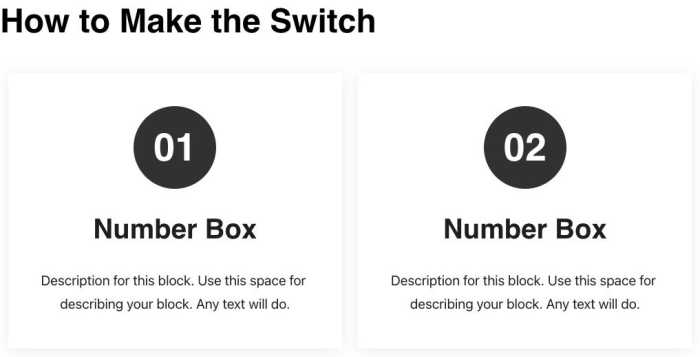 How to Make the Switch
01
Number Box
Description for this block. Use this space for
describing your block. Any text will do.
02
Number Box
Description for this block. Use this space for
describing your block. Any text will do.